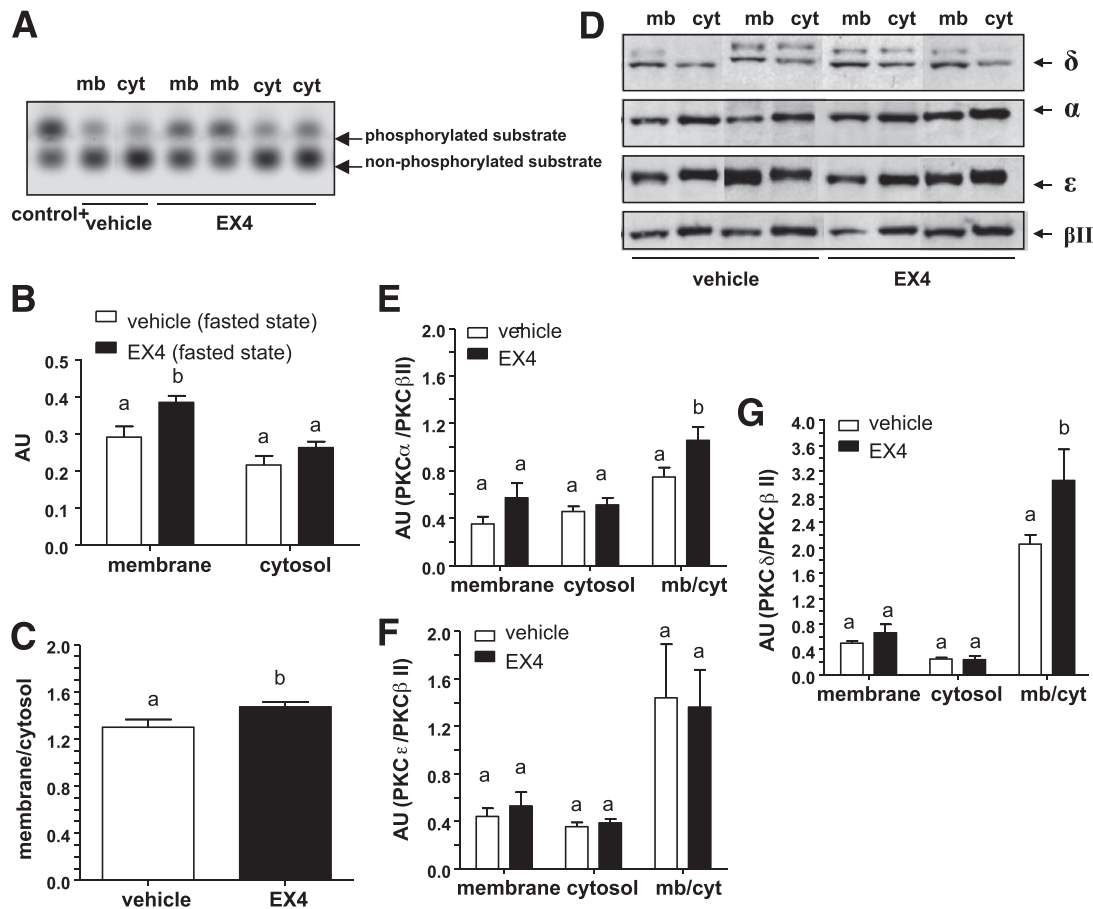 A
mb cyt mb mb cyt cyt
phosphorylated substrate
non-phosphorylated substrate
control+
vehicle
EX4
D
mb cyt mb cyt mb cyt mb cyt
δ
α
ε
βII
vehicle EX4
B
vehicle (fasted state)
EX4 (fasted state)
AU
0.5
0.4
0.3
0.2
0.1
0.0
a b a a
membrane cytosol
C
membrane/cytosol
2.0
1.6
1.2
0.8
0.4
0.0
a b
vehicle EX4
E
vehicle
EX4
AU (PKCα/PKCβII)
2.0
1.6
1.2
0.8
0.4
0.0
a a a a a b
membrane cytosol mb/cyt
F
vehicle
EX4
AU (PKCε/PKCβ II)
2.0
1.6
1.2
0.8
0.4
0.0
a a a a a a
membrane cytosol mb/cyt
G
vehicle
EX4
AU (PKCδ/PKCβ II)
4.0
3.6
3.2
2.8
2.4
2.0
1.6
1.2
0.8
0.4
0.0
a a a a a b
membrane cytosol mb/cyt